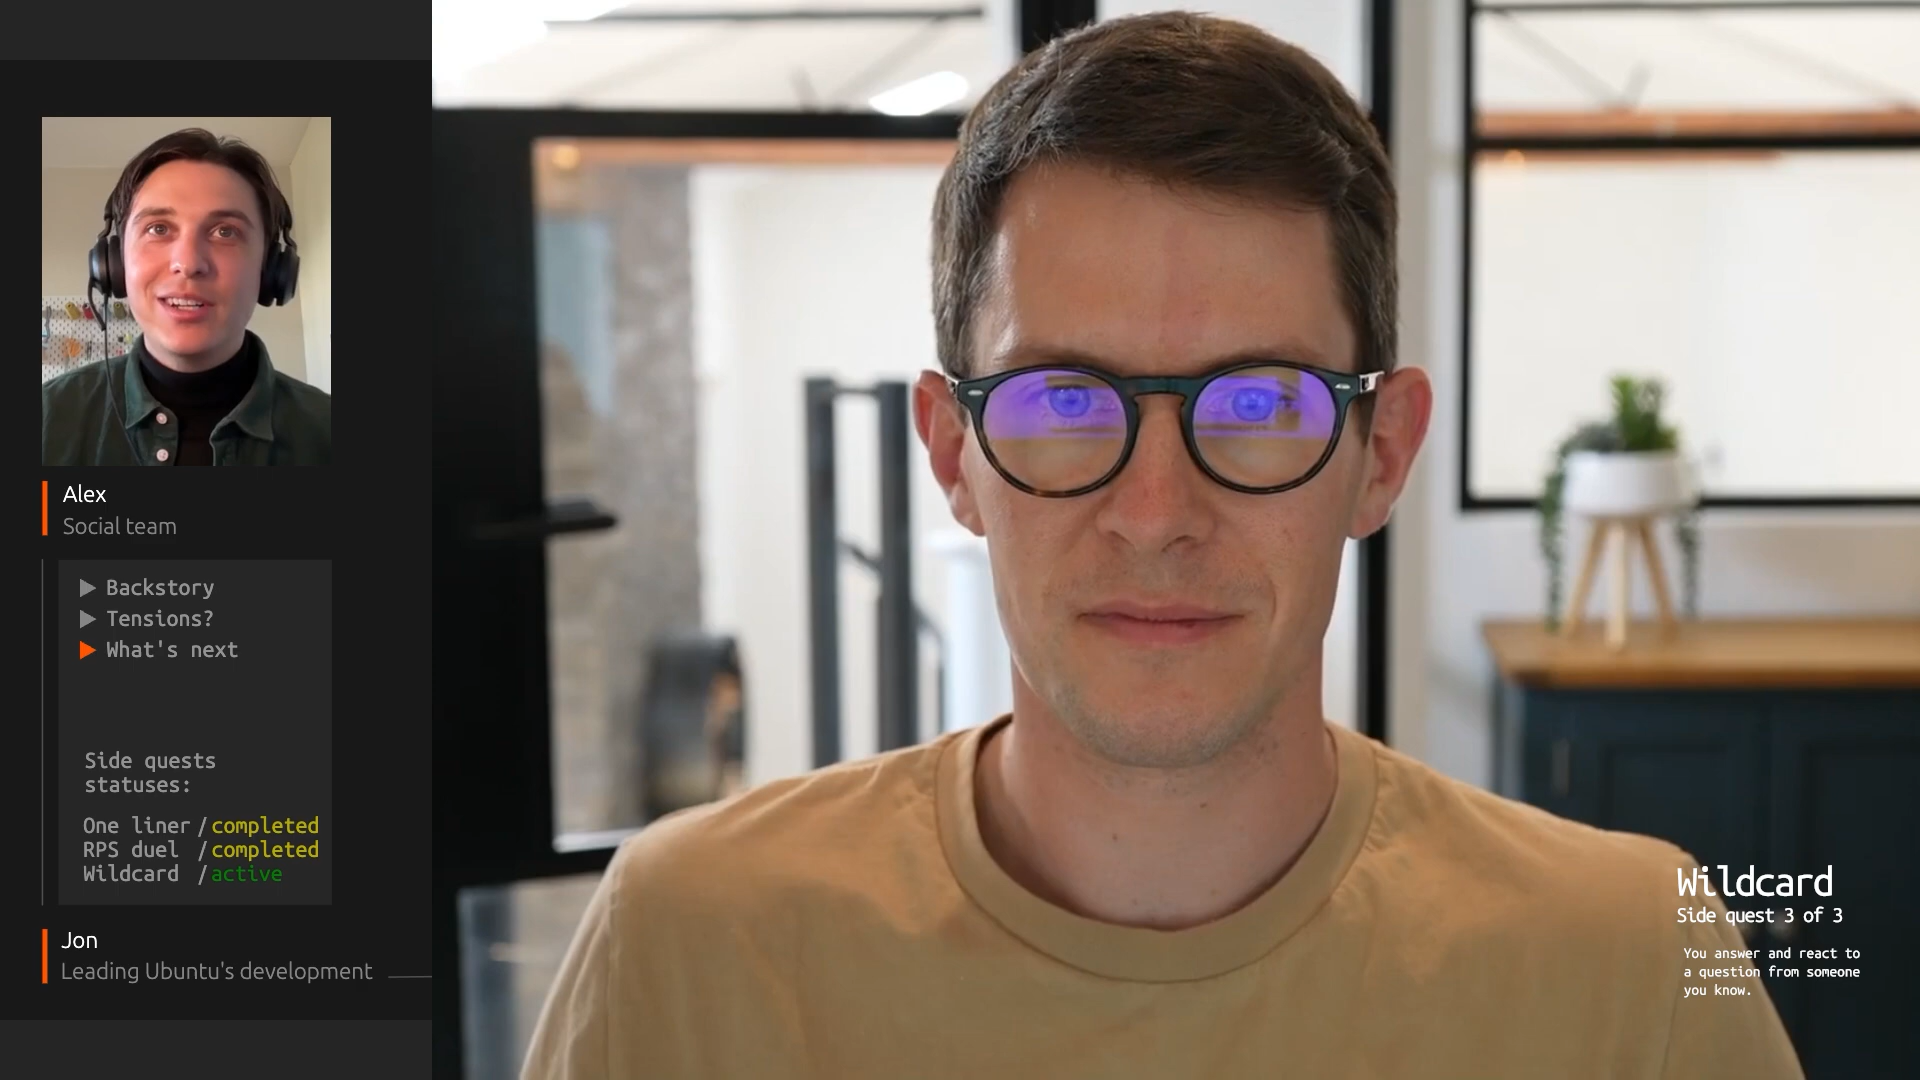 Alex
Social team
Backstory
Tensions?
What's next
Side quests
statuses:
One liner / completed
RPS duel / completed
Wildcard / active
Jon
Leading Ubuntu's development
Wildcard
Side quest 3 of 3
You answer and react to
a question from someone
you know.